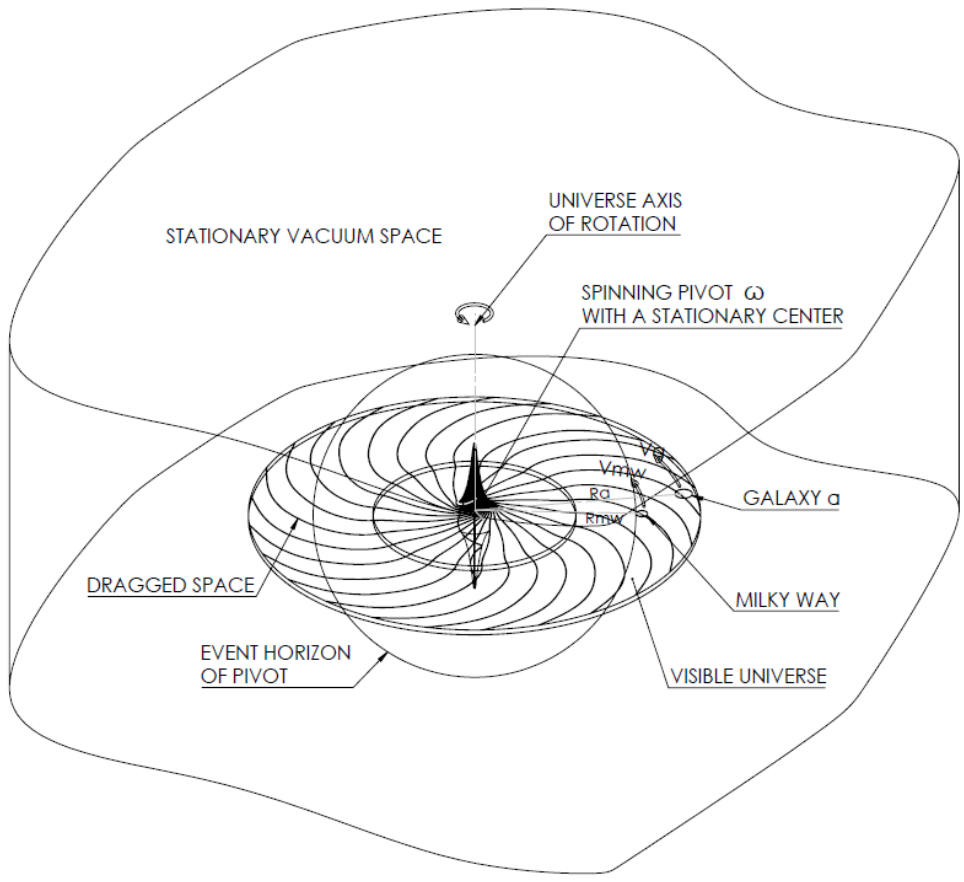 UNIVERSE AXIS
OF ROTATION
STATIONARY VACUUM SPACE
SPINNING PIVOT ω
WITH A STATIONARY CENTER
Va
Vmw
Ra
Rmw
GALAXY a
DRAGGED SPACE
MILKY WAY
EVENT HORIZON
OF PIVOT
VISIBLE UNIVERSE